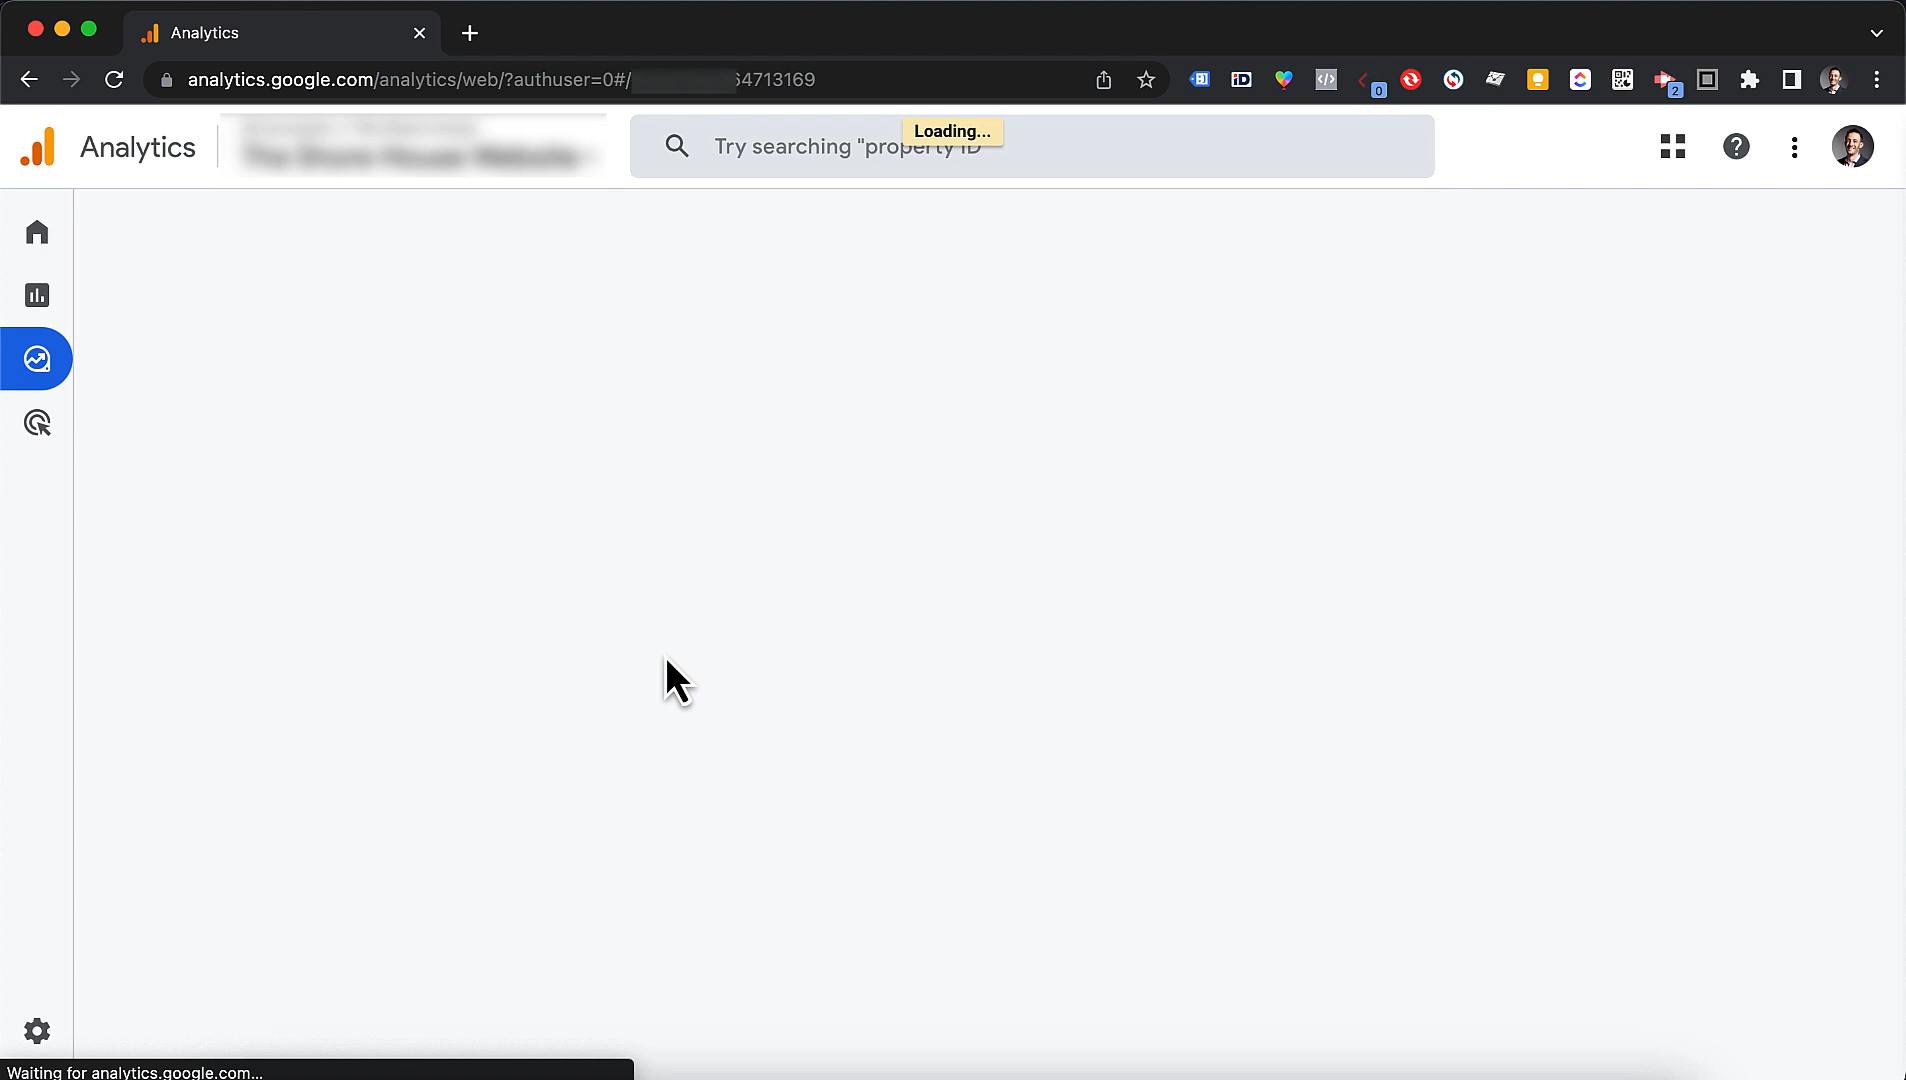 Analytics
analytics.google.com/analytics/web/?authuser=0#/ 64713169
0
2
Analytics
Try searching "property ID"
Loading...
Waiting for analytics.google.com...